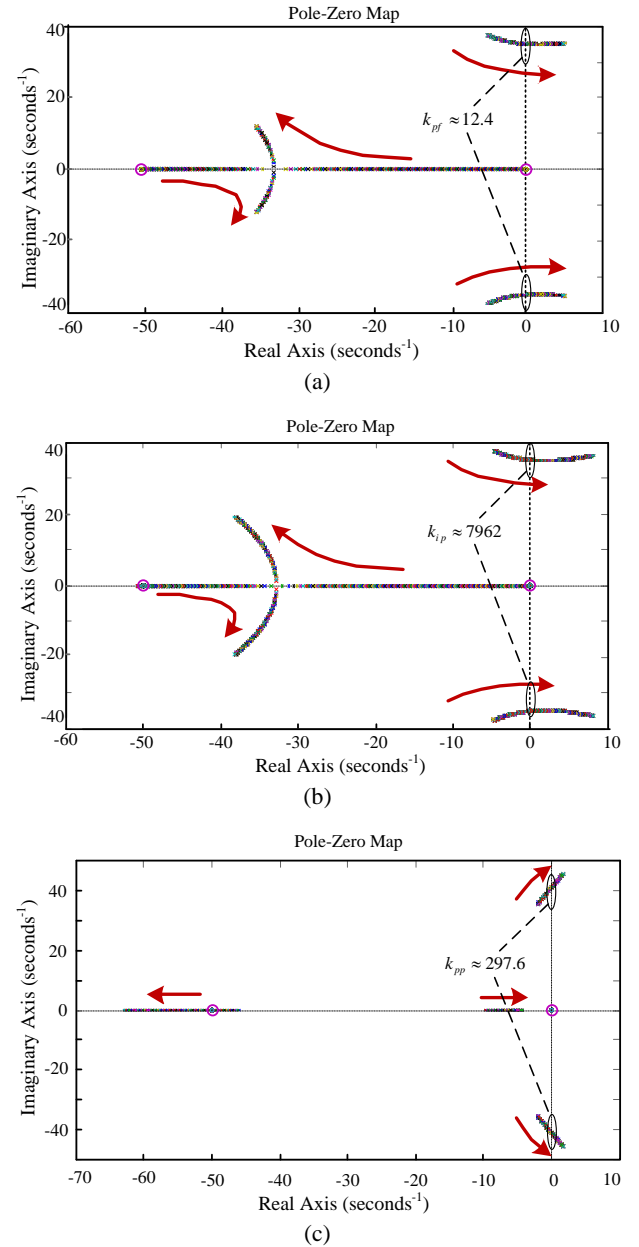 Pole-Zero Map
40
20
0
-20
-40
Imaginary Axis (seconds⁻¹)
k_pf ≈12.4
-60 -50 -40 -30 -20 -10 0 10
Real Axis (seconds⁻¹)
(a)
Pole-Zero Map
40
20
0
-20
-40
Imaginary Axis (seconds⁻¹)
k_ip ≈ 7962
-60 -50 -40 -30 -20 -10 0 10
Real Axis (seconds⁻¹)
(b)
Pole-Zero Map
40
20
0
-20
-40
Imaginary Axis (seconds⁻¹)
k_pp ≈ 297.6
-70 -60 -50 -40 -30 -20 -10 0 10
Real Axis (seconds⁻¹)
(c)